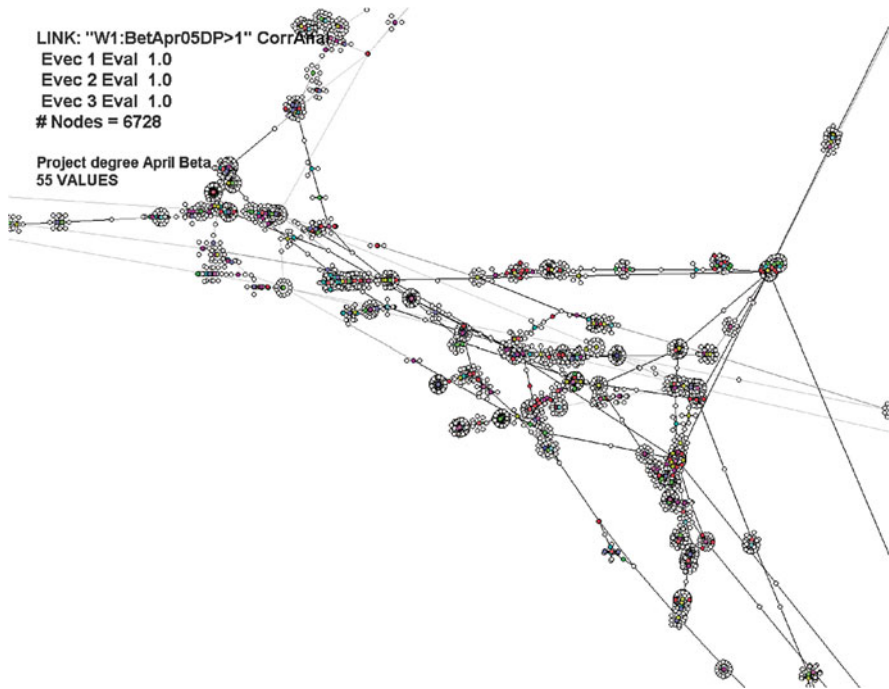 LINK: "W1:BetApr05DP>1" CorrAnal
Evec 1 Eval 1.0
Evec 2 Eval 1.0
Evec 3 Eval 1.0
# Nodes = 6728
Project degree April Beta
55 VALUES